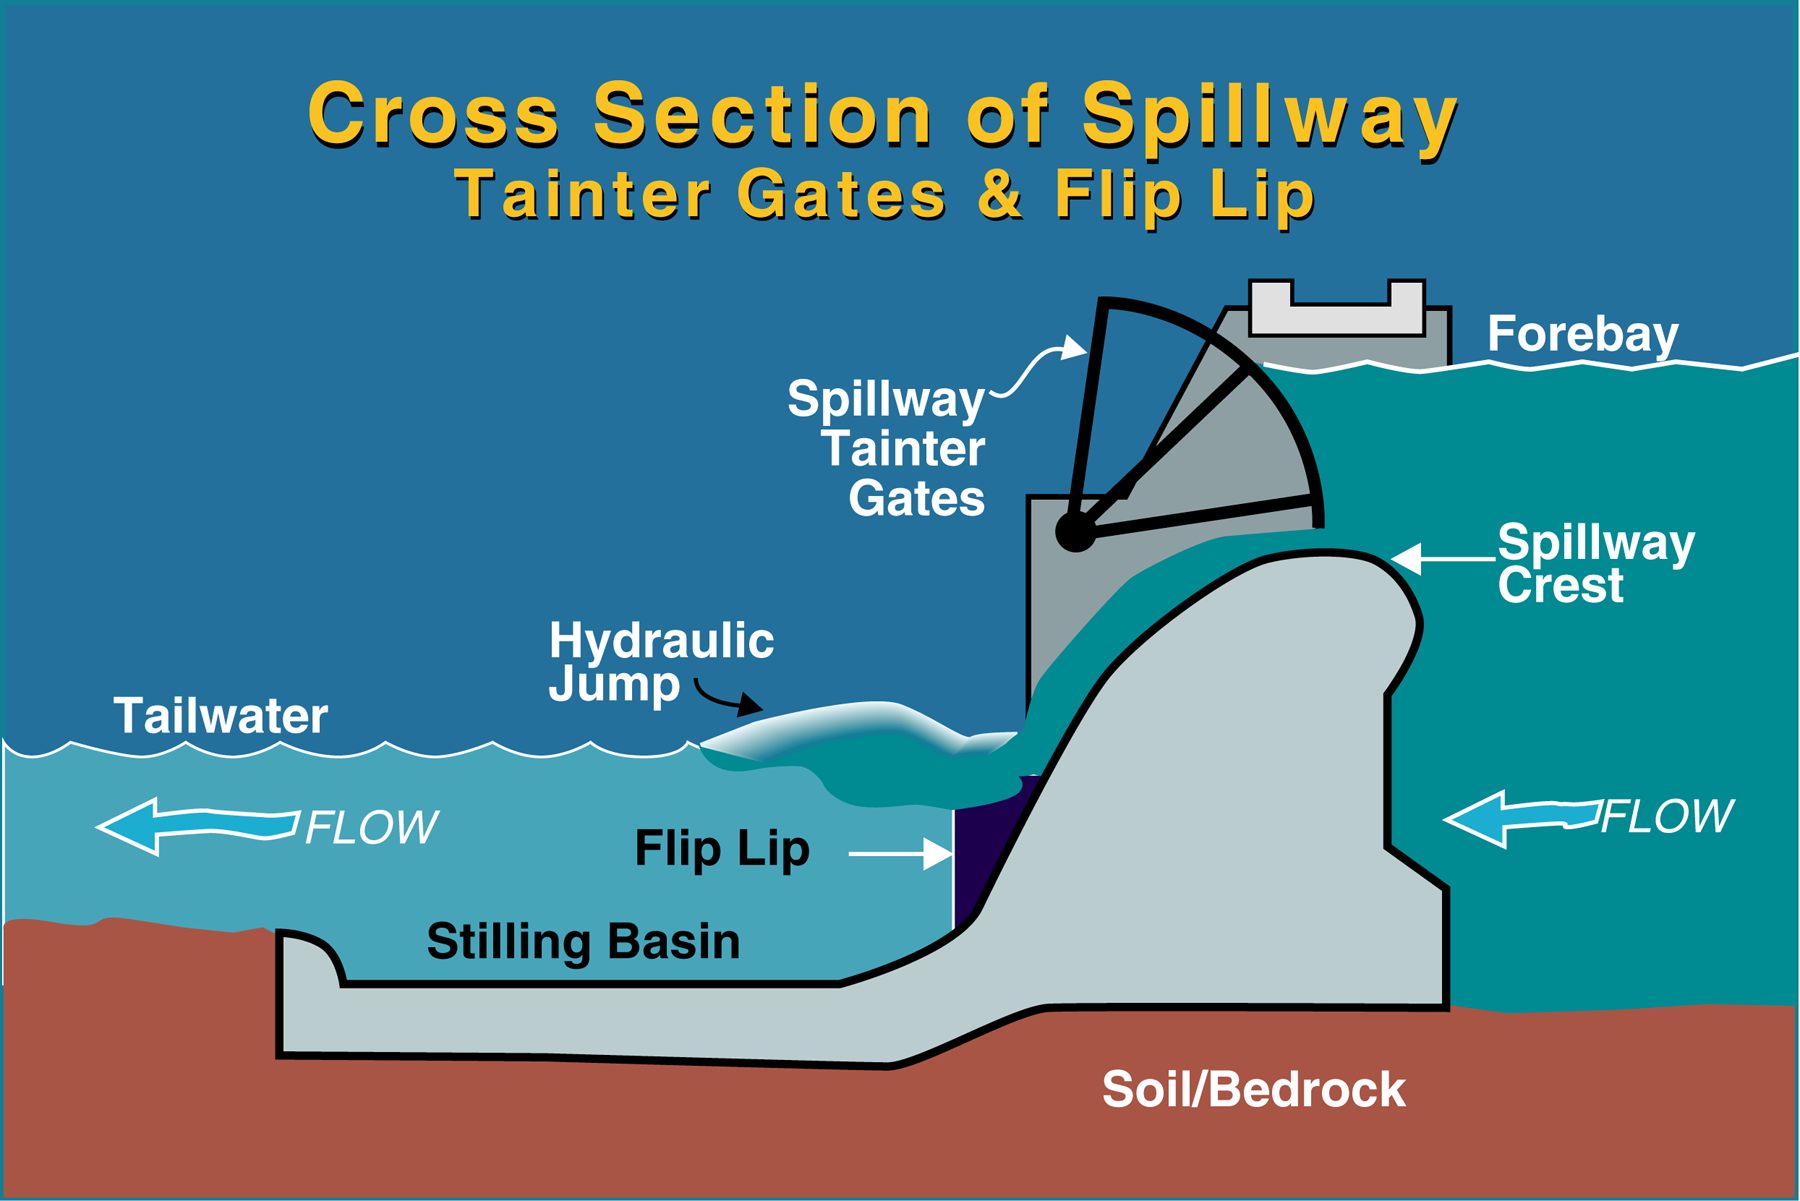 Cross Section of Spillway
Tainter Gates & Flip Lip
Forebay
Spillway
Tainter
Gates
Spillway
Crest
Hydraulic
Jump
Tailwater
FLOW
FLOW
Flip Lip
Stilling Basin
Soil/Bedrock